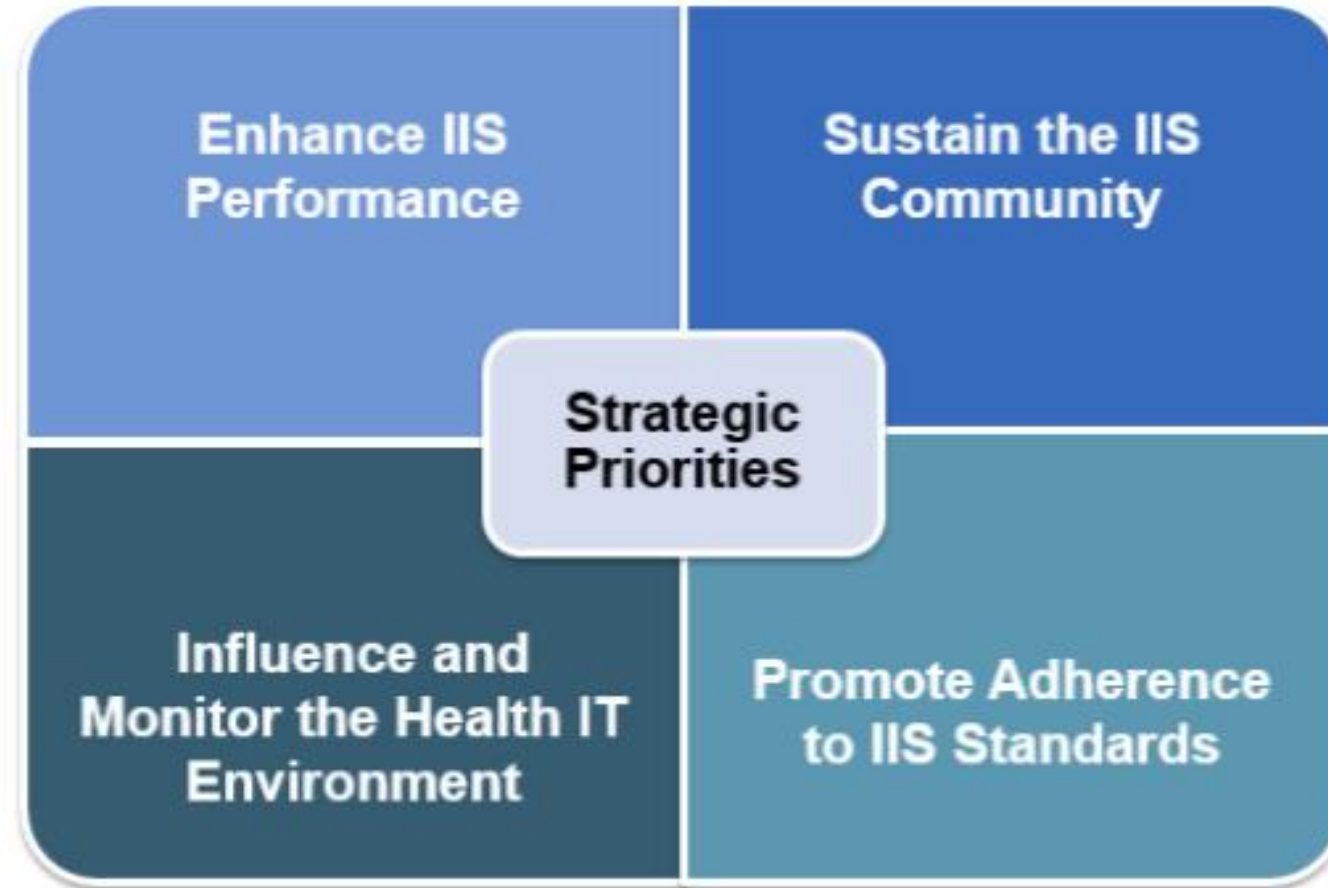 Enhance IIS
Performance
Sustain the IIS
Community
Strategic
Priorities
Influence and
Monitor the Health IT
Environment
Promote Adherence
to IIS Standards